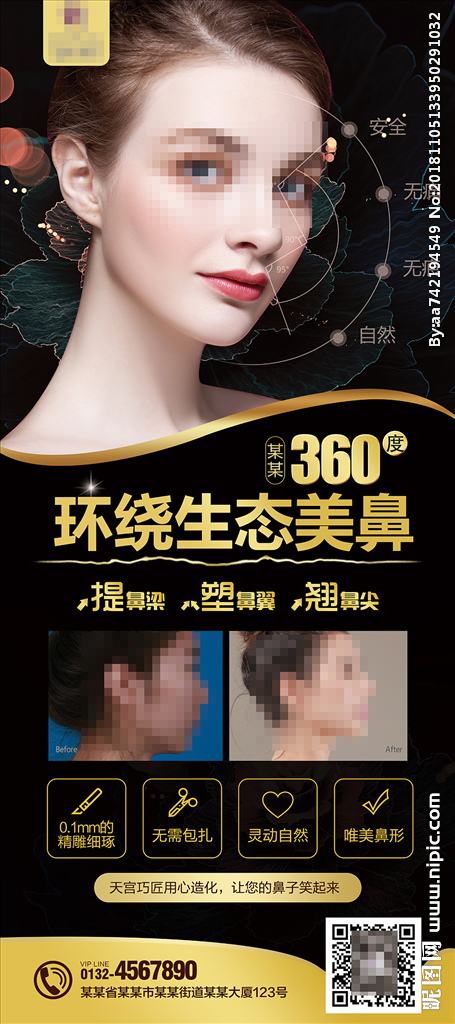 安全
无痕
无痛
自然
90°
95°
By:aa742194549 No:20181105133950291032
某某
360度
环绕生态美鼻
提鼻梁 塑鼻翼 翘鼻尖
Before
After
0.1mm的
精雕细琢
无需包扎
灵动自然
唯美鼻形
天宫巧匠用心造化，让您的鼻子笑起来
VIP LINE
0132-4567890
某某省某某市某某街道某某大厦123号
昵图网 www.nipic.com